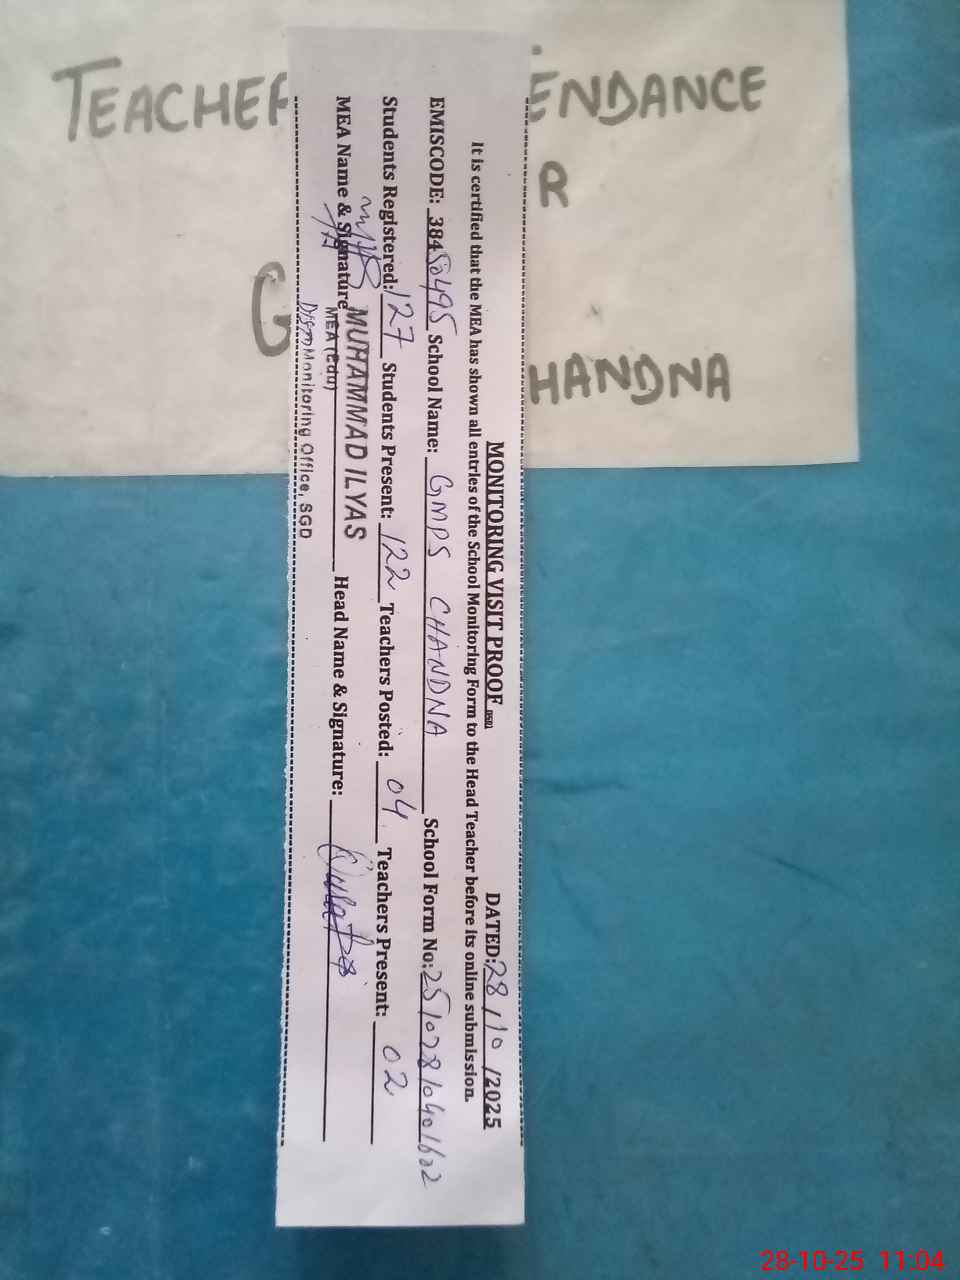 TEACHER ENDANCE
R
G HANDNA
MONITORING VISIT PROOF DATED: 28/10/2025
It is certified that the MEA has shown all entries of the School Monitoring Form to the Head Teacher before its online submission.
EMISCODE: 38450495 School Name: GMPS CHANDNA School Form No: 25102810401602
Students Registered: 127 Students Present: 122 Teachers Posted: 04 Teachers Present: 02
MEA Name & Signature MUHAMMAD ILYAS Head Name & Signature:
MEA (Edu)
Monitoring Office, SGD
28-10-25 11:04